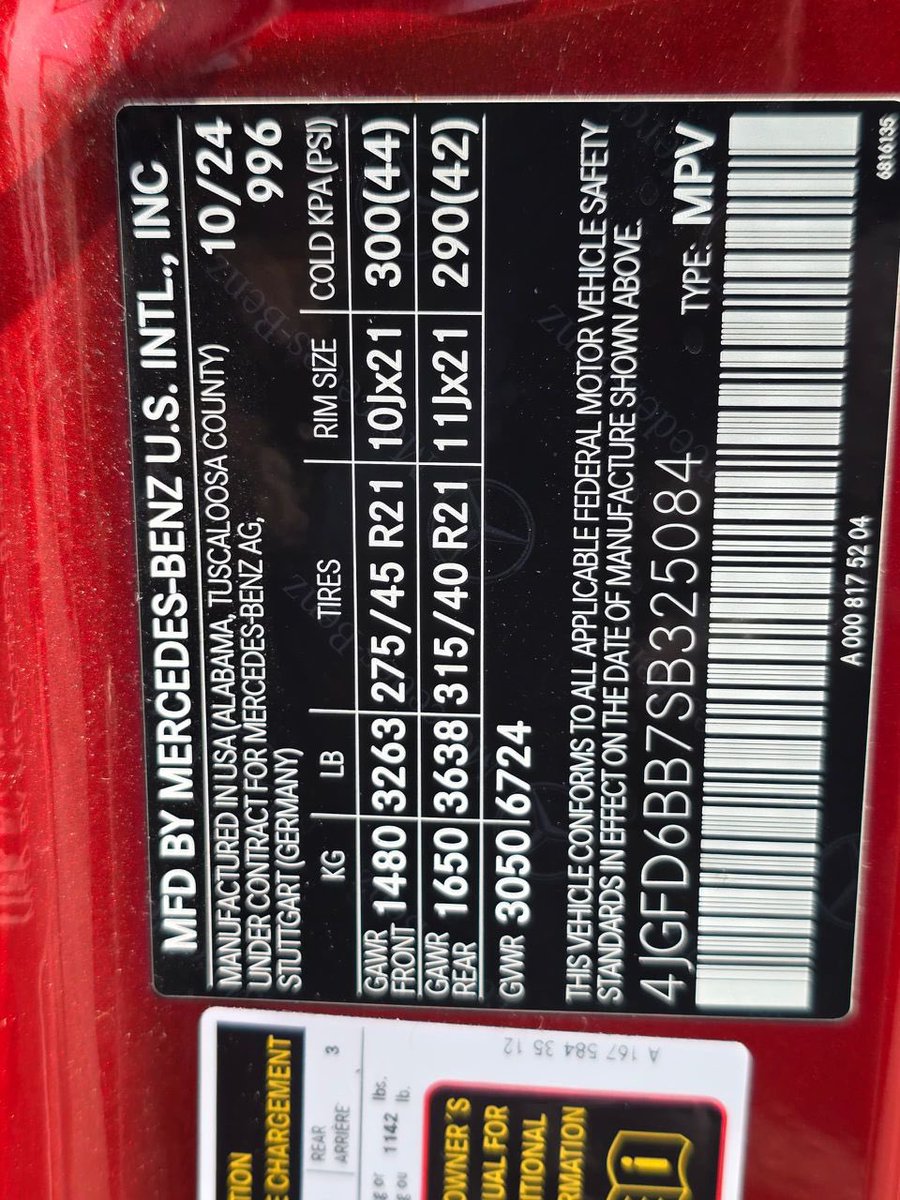 MFD BY MERCEDES-BENZ U.S. INTL., INC
MANUFACTURED IN USA (ALABAMA, TUSCALOOSA COUNTY) 10/24
UNDER CONTRACT FOR MERCEDES-BENZ AG, 996
STUTTGART (GERMANY)
KG LB TIRES RIM SIZE COLD KPA(PSI)
GAWR FRONT 1480 3263 275/45 R21 10Jx21 300(44)
GAWR REAR 1650 3638 315/40 R21 11Jx21 290(42)
GVWR 3050 6724
THIS VEHICLE CONFORMS TO ALL APPLICABLE FEDERAL MOTOR VEHICLE SAFETY
STANDARDS IN EFFECT ON THE DATE OF MANUFACTURE SHOWN ABOVE.
4JGFD6BB7SB325084 TYPE: MPV
A 000 817 52 04
6816135
E CHARGEMENT
REAR
ARRIÈRE 3
1142 lbs.
ou lb.
A 167 584 35 12
OWNER'S